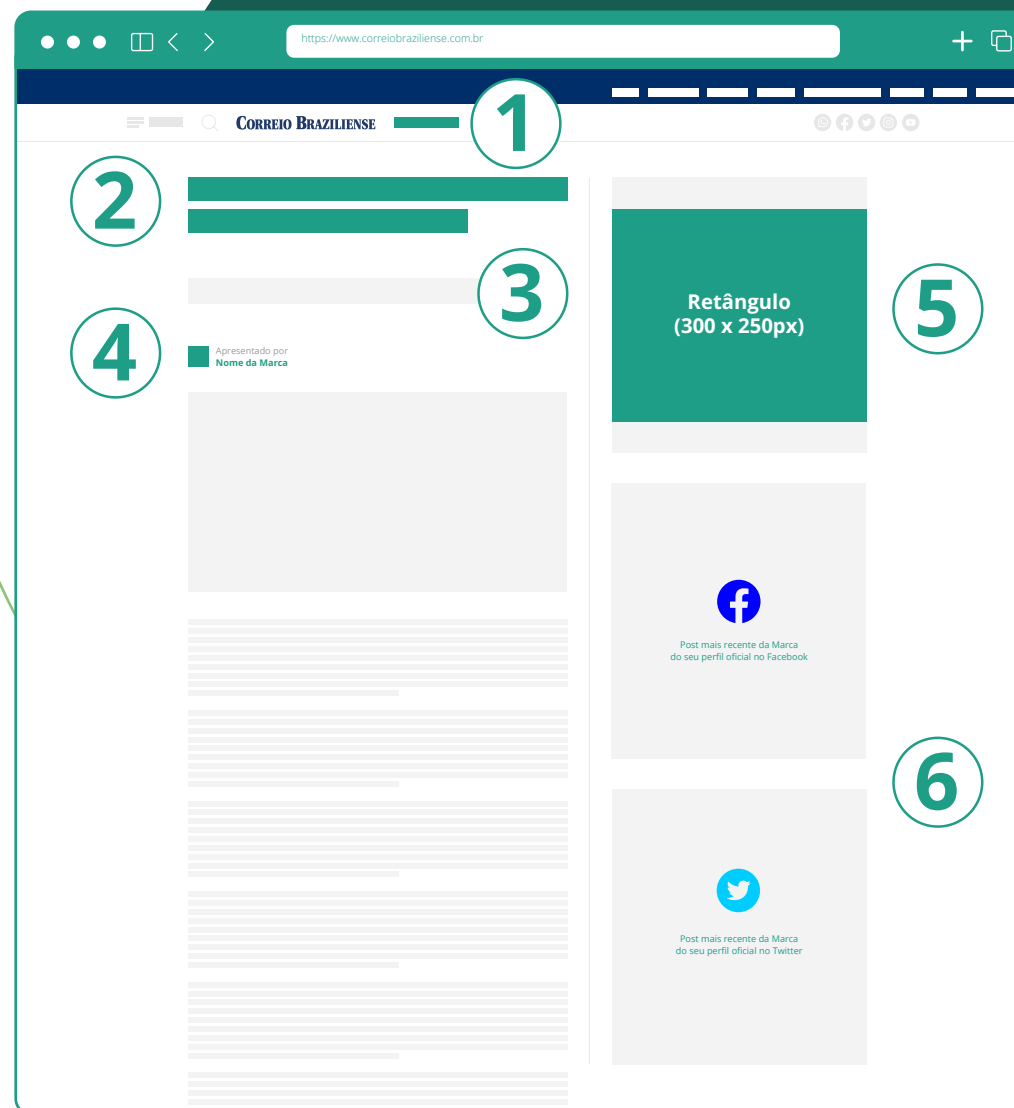 https://www.correiobraziliense.com.br
CORREIO BRAZILIENSE
1
2
3
4
Apresentado por
Nome da Marca
Retângulo
(300 x 250px)
5
Post mais recente da Marca
do seu perfil oficial no Facebook
6
Post mais recente da Marca
do seu perfil oficial no Twitter